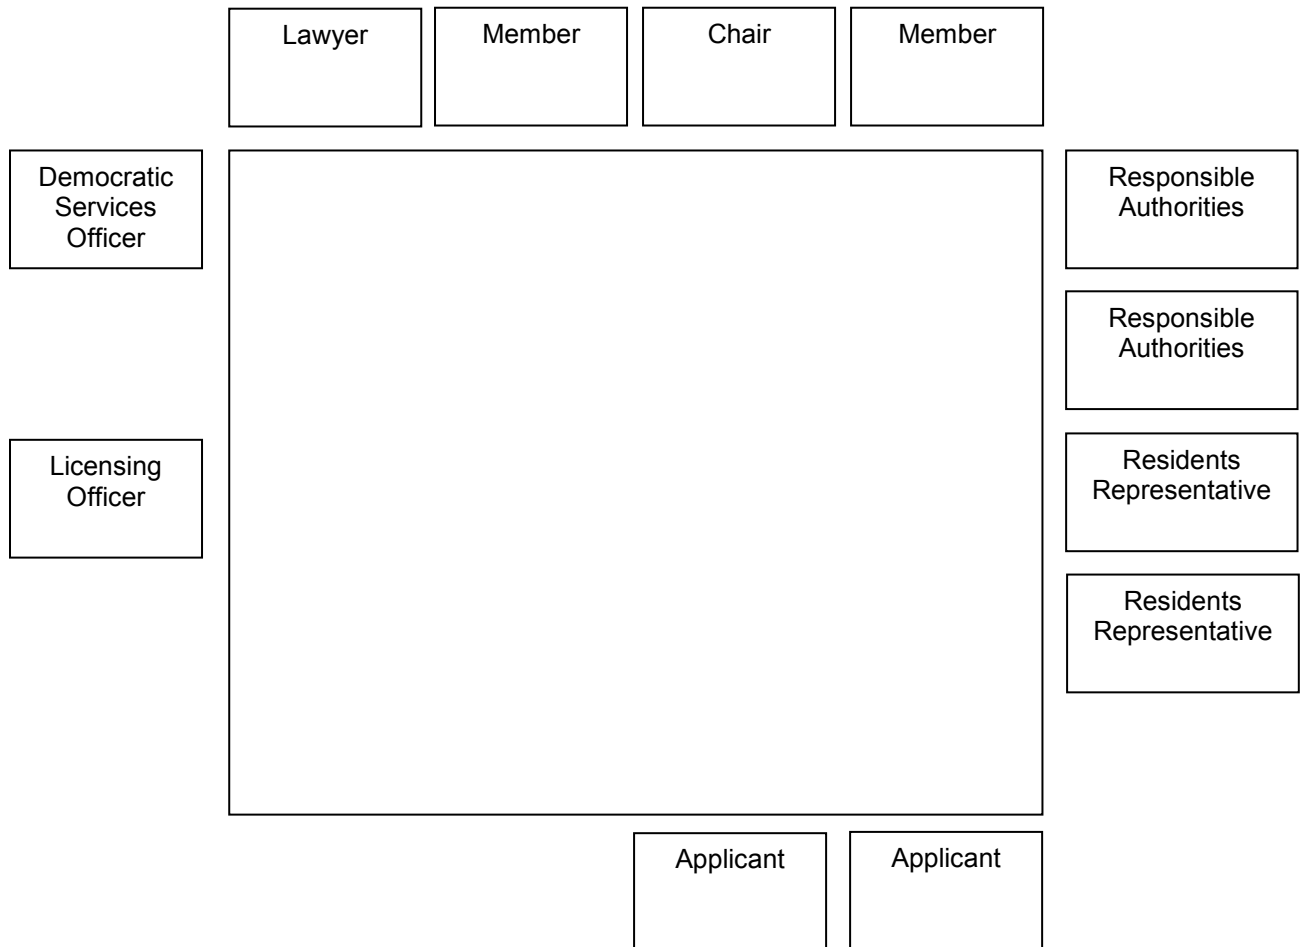 Lawyer
Member
Chair
Member
Democratic
Services
Officer
Responsible
Authorities
Responsible
Authorities
Licensing
Officer
Residents
Representative
Residents
Representative
Applicant
Applicant